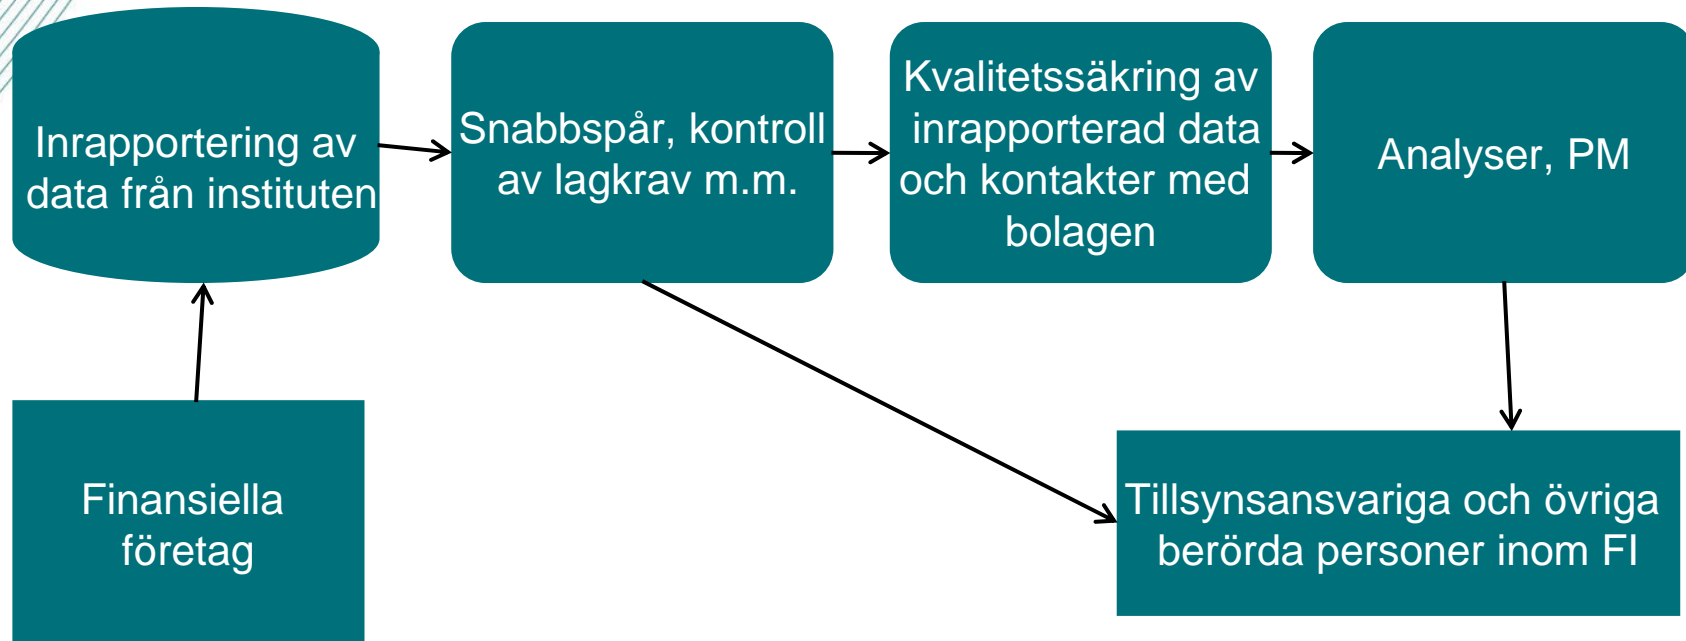 Inrapportering av
data från instituten
Snabbspår, kontroll
av lagkrav m.m.
Kvalitetssäkring av
inrapporterad data
och kontakter med
bolagen
Analyser, PM
Finansiella
företag
Tillsynsansvariga och övriga
berörda personer inom FI